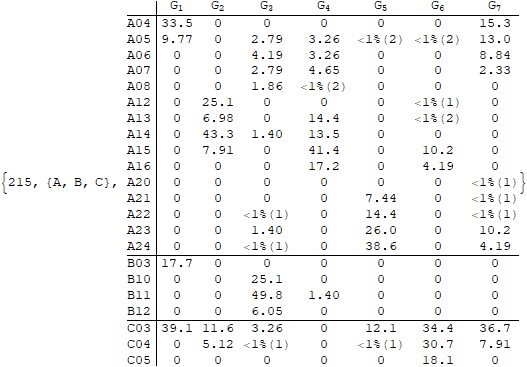 G1 G2 G3 G4 G5 G6 G7
A04 33.5 0 0 0 0 0 15.3
A05 9.77 0 2.79 3.26 <1%(2) <1%(2) 13.0
A06 0 0 4.19 3.26 0 0 8.84
A07 0 0 2.79 4.65 0 0 2.33
A08 0 0 1.86 <1%(2) 0 0 0
A12 0 25.1 0 0 0 <1%(1) 0
A13 0 6.98 0 14.4 0 <1%(2) 0
A14 0 43.3 1.40 13.5 0 0 0
A15 0 7.91 0 41.4 0 10.2 0
A16 0 0 0 17.2 0 4.19 0
{215, {A, B, C}, A20 0 0 0 0 0 0 <1%(1)}
A21 0 0 0 0 7.44 0 <1%(1)
A22 0 0 <1%(1) 0 14.4 0 <1%(1)
A23 0 0 1.40 0 26.0 0 10.2
A24 0 0 <1%(1) 0 38.6 0 4.19
B03 17.7 0 0 0 0 0 0
B10 0 0 25.1 0 0 0 0
B11 0 0 49.8 1.40 0 0 0
B12 0 0 6.05 0 0 0 0
C03 39.1 11.6 3.26 0 12.1 34.4 36.7
C04 0 5.12 <1%(1) 0 <1%(1) 30.7 7.91
C05 0 0 0 0 0 18.1 0